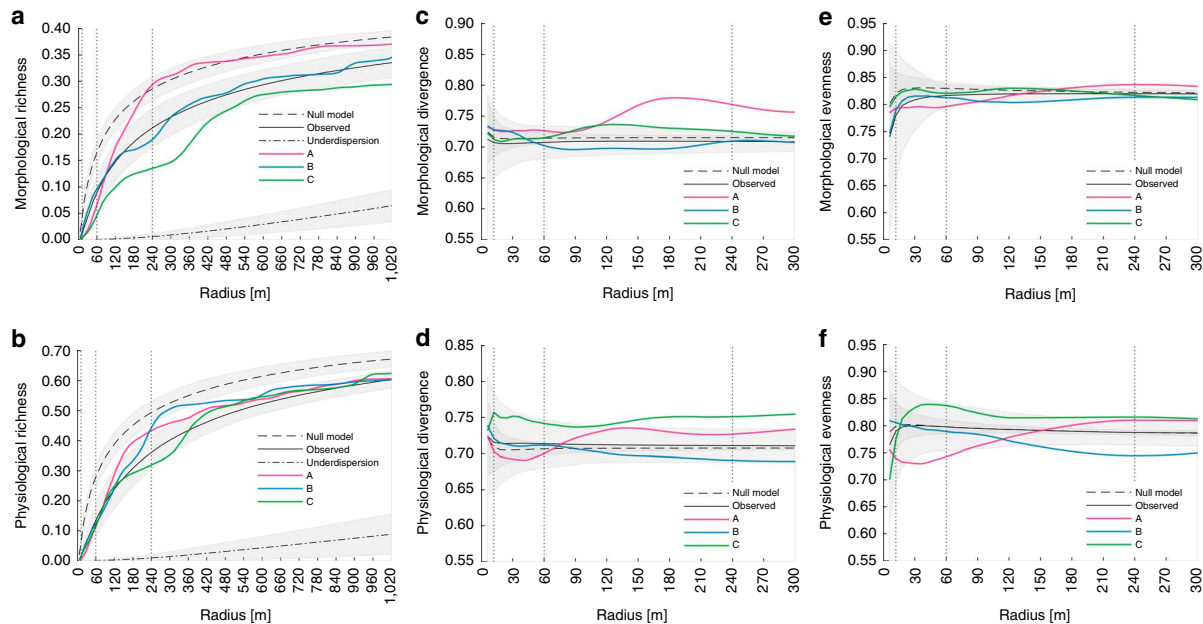 a
Morphological richness
0.40
0.35
0.30
0.25
0.20
0.15
0.10
0.05
0.00
0
60
120
180
240
300
360
420
480
540
600
660
720
780
840
900
960
1,020
Radius [m]
Null model
Observed
Underdispersion
A
B
C
c
Morphological divergence
0.90
0.85
0.80
0.75
0.70
0.65
0.60
0.55
0
30
60
90
120
150
180
210
240
270
300
Radius [m]
Null model
Observed
A
B
C
e
Morphological evenness
0.95
0.90
0.85
0.80
0.75
0.70
0.65
0.60
0.55
0
30
60
90
120
150
180
210
240
270
300
Radius [m]
Null model
Observed
A
B
C
b
Physiological richness
0.70
0.60
0.50
0.40
0.30
0.20
0.10
0.00
0
60
120
180
240
300
360
420
480
540
600
660
720
780
840
900
960
1,020
Radius [m]
Null model
Observed
Underdispersion
A
B
C
d
Physiological divergence
0.85
0.80
0.75
0.70
0.65
0.60
0.55
0
30
60
90
120
150
180
210
240
270
300
Radius [m]
Null model
Observed
A
B
C
f
Physiological evenness
0.95
0.90
0.85
0.80
0.75
0.70
0.65
0.60
0.55
0
30
60
90
120
150
180
210
240
270
300
Radius [m]
Null model
Observed
A
B
C